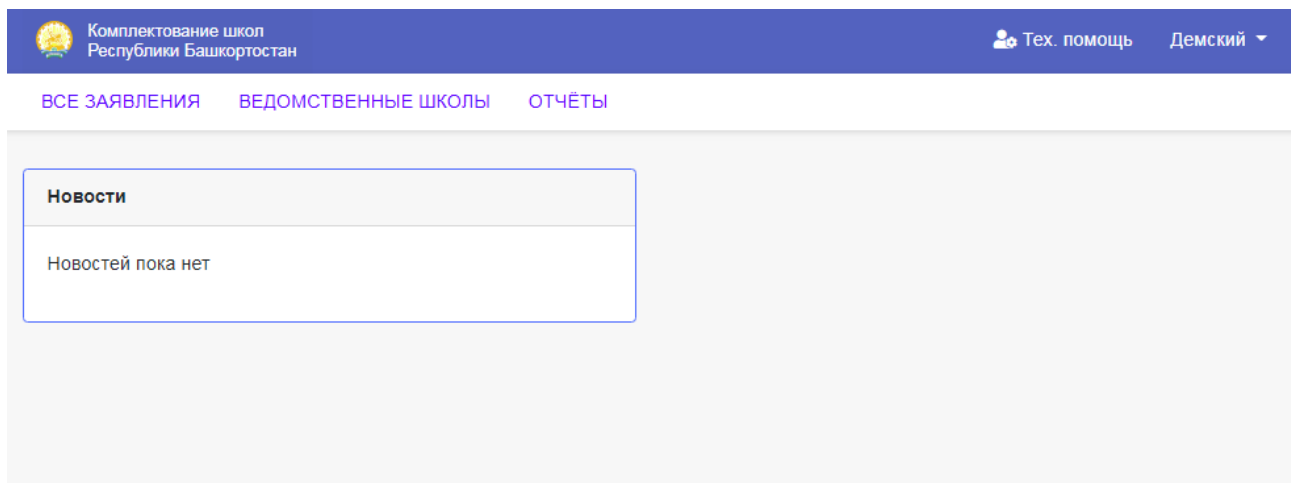 Комплектование школ
Республики Башкортостан
Тех. помощь
Демский
ВСЕ ЗАЯВЛЕНИЯ ВЕДОМСТВЕННЫЕ ШКОЛЫ ОТЧЁТЫ
Новости
Новостей пока нет